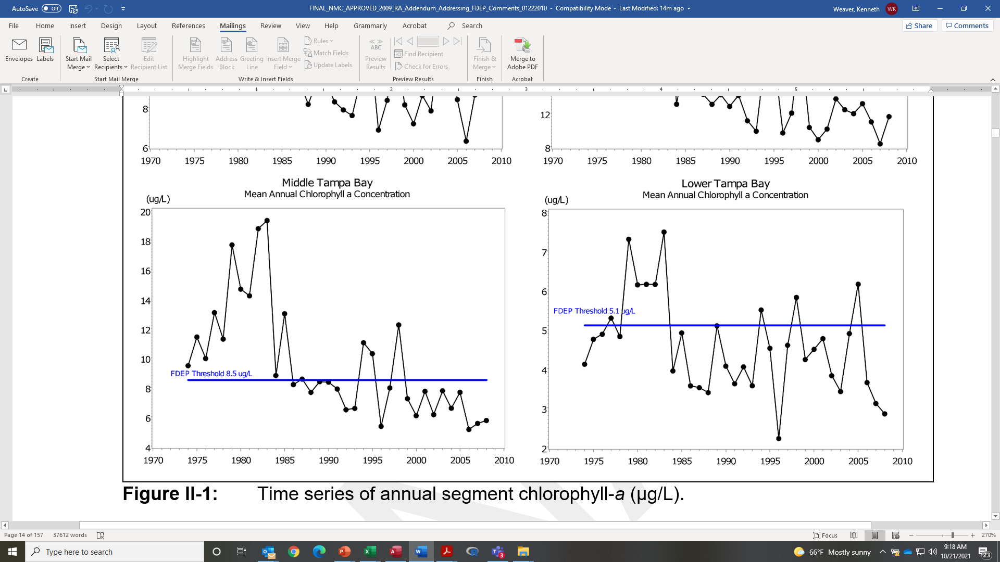 AutoSave Off FINAL_NMC_APPROVED_2009_RA_Addendum_Addressing_FDEP_Comments_01222010 - Compatibility Mode - Last Modified: 14m ago Weaver, Kenneth WK
File Home Insert Design Layout References Mailings Review View Help Grammarly Acrobat Search Share Comments
Envelopes Labels Start Mail Merge Select Recipients Edit Recipient List Highlight Merge Fields Address Block Greeting Line Insert Merge Field Rules Match Fields Update Labels ABC Preview Results Find Recipient Check for Errors Finish & Merge Merge to Adobe PDF
Create Start Mail Merge Write & Insert Fields Preview Results Finish Acrobat
L 1 2 3 4 5
8
6
1970 1975 1980 1985 1990 1995 2000 2005 2010
12
8
1970 1975 1980 1985 1990 1995 2000 2005 2010
Middle Tampa Bay
Mean Annual Chlorophyll a Concentration
(ug/L)
20
18
16
14
12
10
FDEP Threshold 8.5 ug/L
8
6
4
1970 1975 1980 1985 1990 1995 2000 2005 2010
Lower Tampa Bay
Mean Annual Chlorophyll a Concentration
(ug/L)
8
7
6
FDEP Threshold 5.1 ug/L
5
4
3
2
1970 1975 1980 1985 1990 1995 2000 2005 2010
Figure II-1: Time series of annual segment chlorophyll-a (µg/L).
Page 14 of 157 37612 words Focus 270%
Type here to search 3 66°F Mostly sunny 9:18 AM
10/21/2021 23